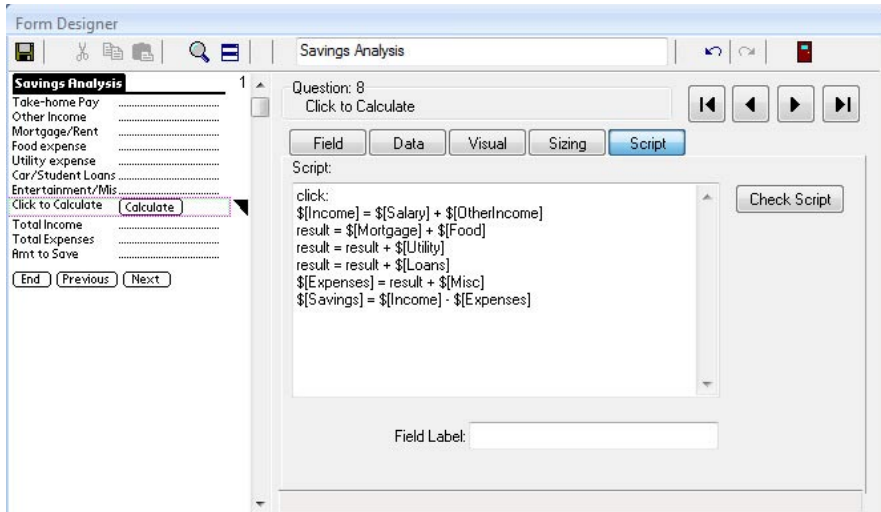 Form Designer
Savings Analysis
Savings Analysis 1
Take-home Pay
Other Income
Mortgage/Rent
Food expense
Utility expense
Car/Student Loans
Entertainment/Mis
Click to Calculate Calculate
Total Income
Total Expenses
Amt to Save
End Previous Next
Question: 8
Click to Calculate
Field Data Visual Sizing Script
Script:
click:
$[Income] = $[Salary] + $[OtherIncome]
result = $[Mortgage] + $[Food]
result = result + $[Utility]
result = result + $[Loans]
$[Expenses] = result + $[Misc]
$[Savings] = $[Income] - $[Expenses]
Check Script
Field Label: